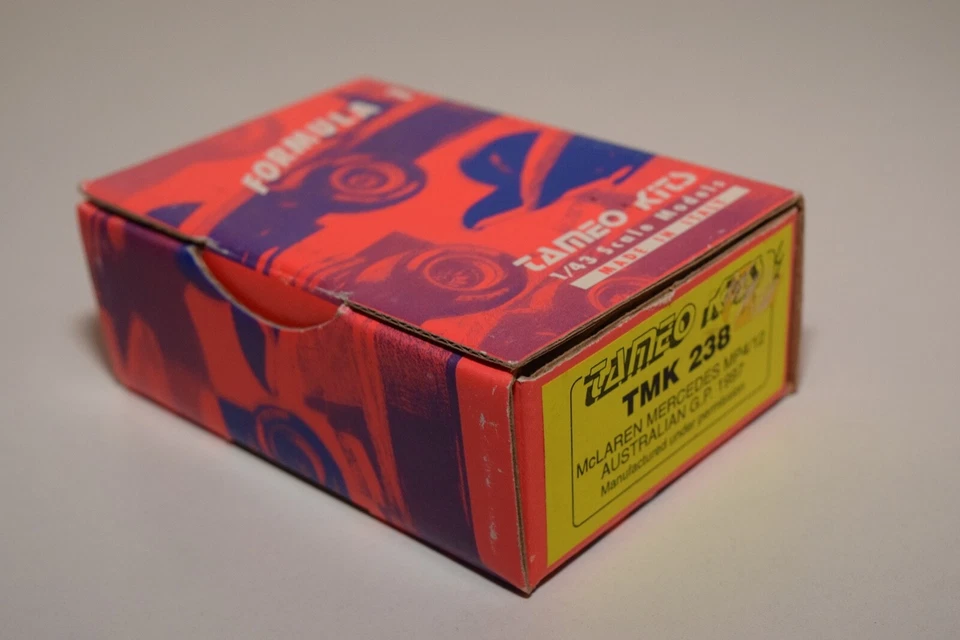 FORMULA 1
TAMEO KITS
1/43 Scale Models
MADE IN ITALY
TAMEO KITS
TMK 238
McLAREN MERCEDES MP4/12
AUSTRALIAN G.P. 1997
Manufactured under permission